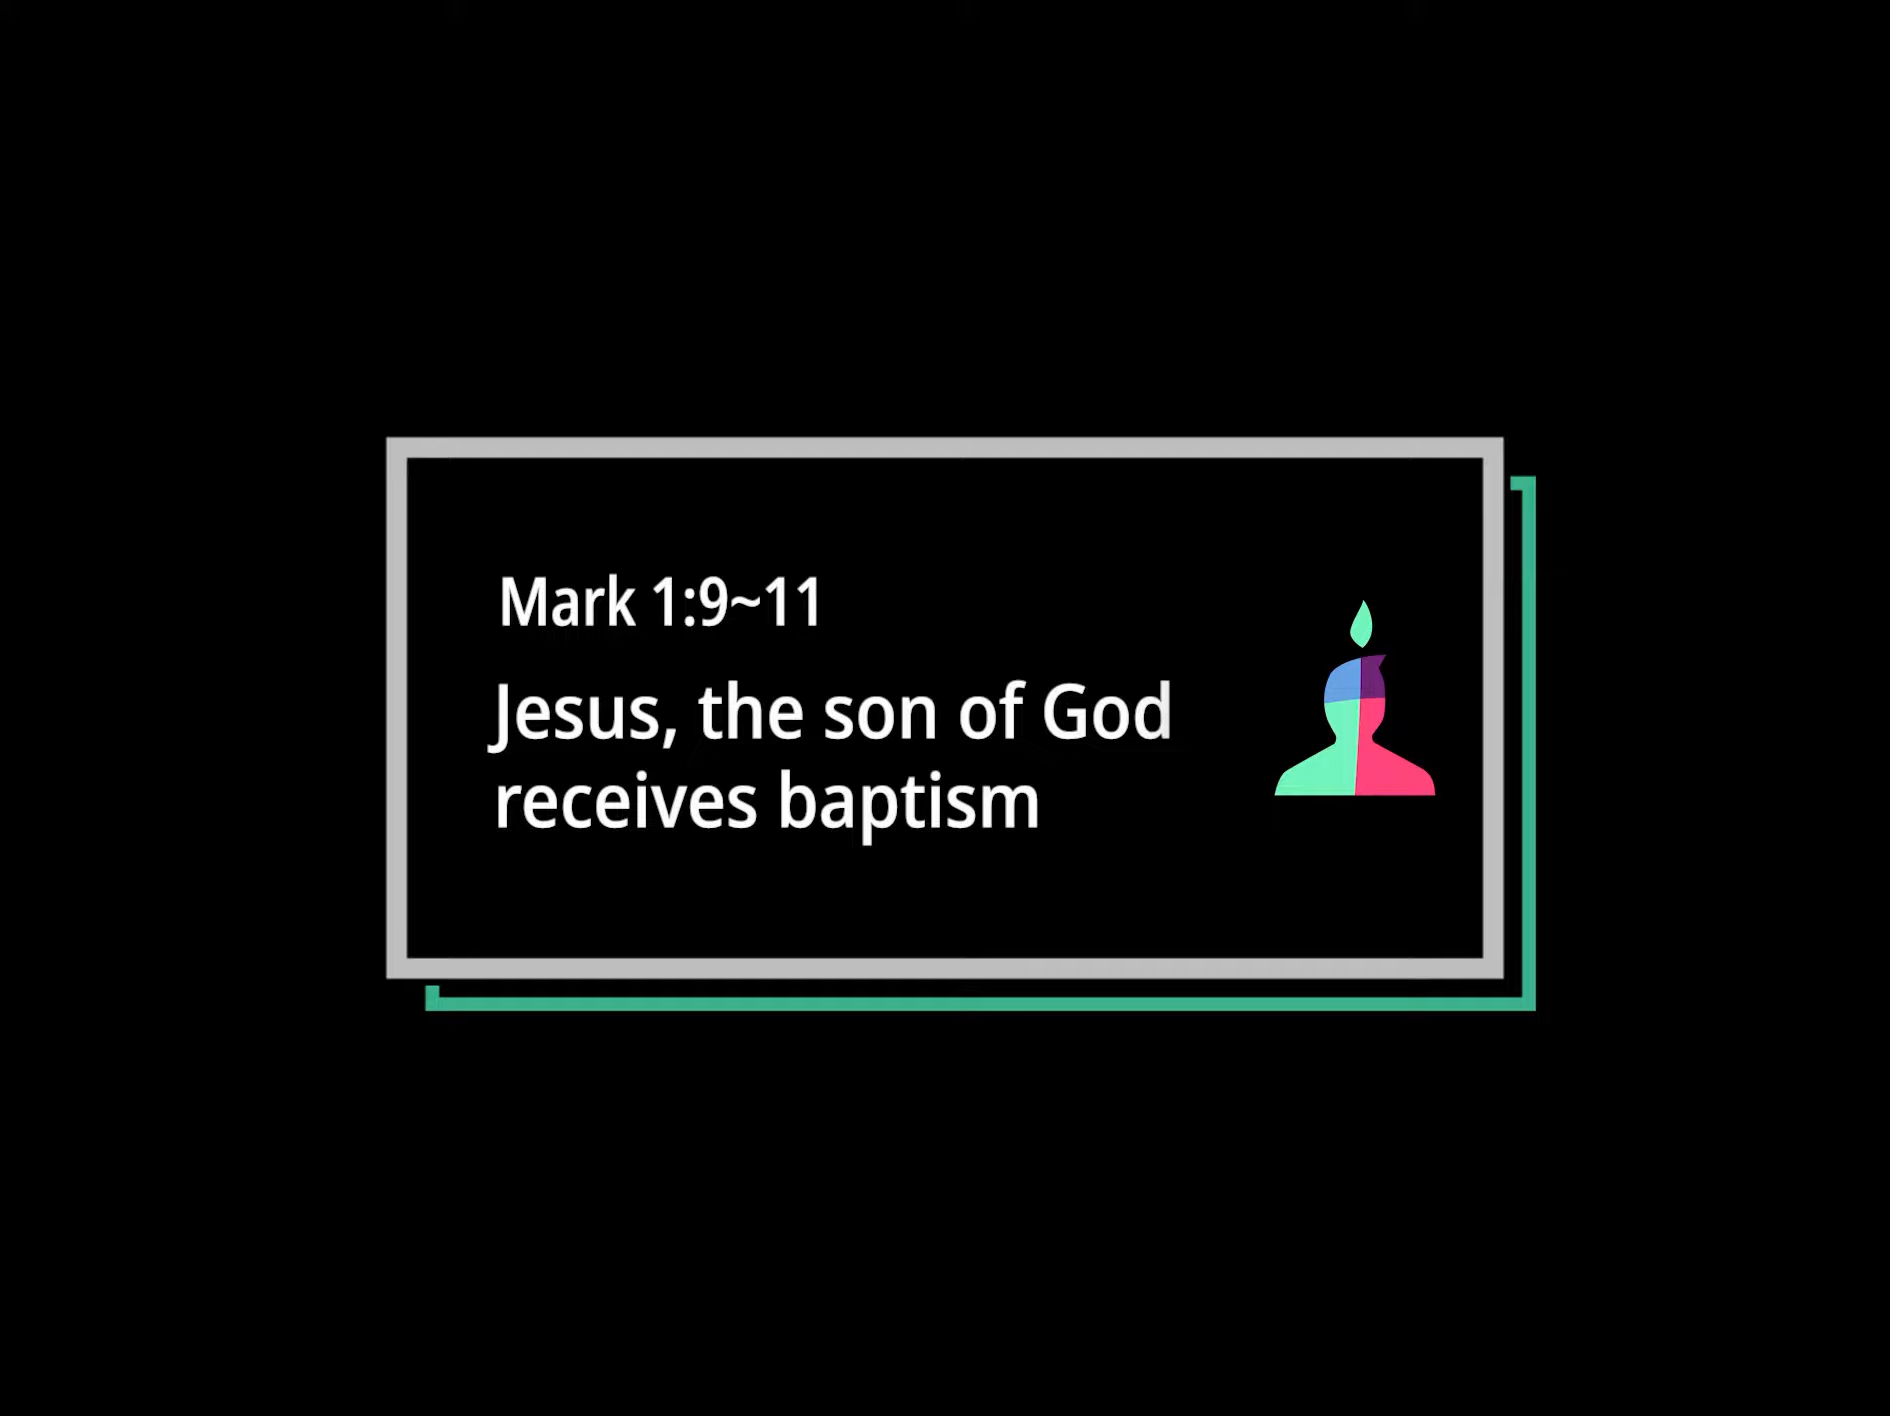 Mark 1:9~11
Jesus, the son of God
receives baptism